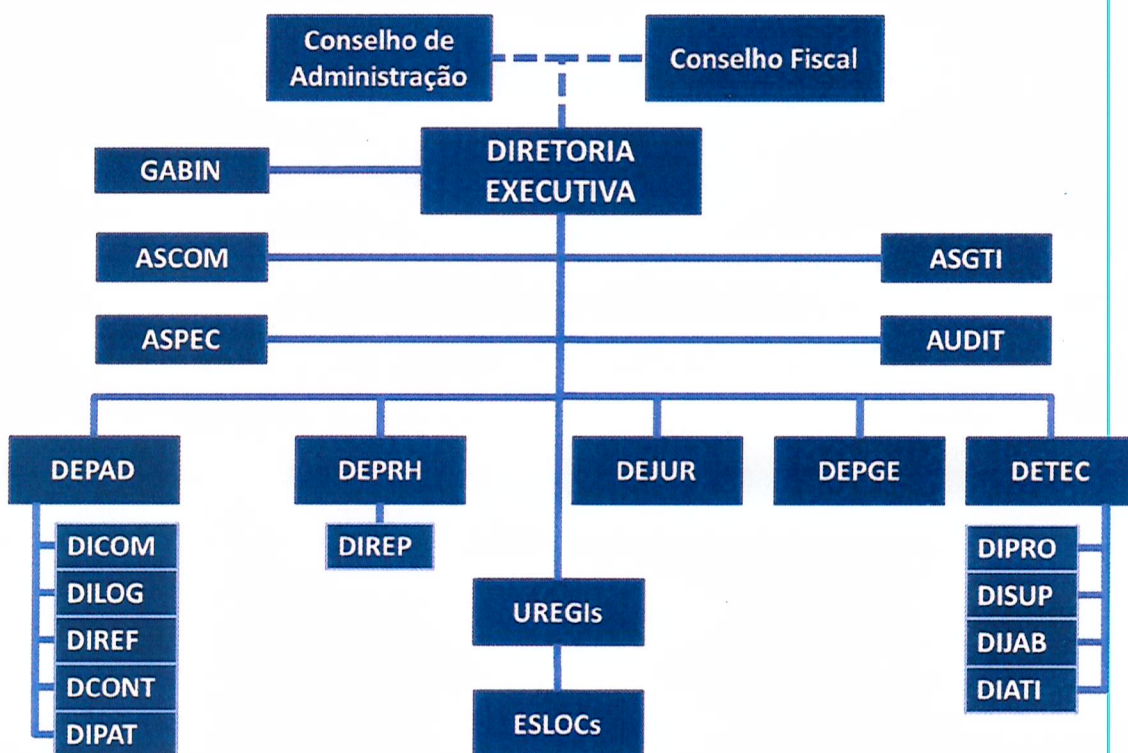 Conselho de
Administração
Conselho Fiscal
DIRETORIA
EXECUTIVA
GABIN
ASCOM
ASGTI
ASPEC
AUDIT
DEPAD
DEPRH
DEJUR
DEPGE
DETEC
DICOM
DILOG
DIREF
DCONT
DIPAT
DIREP
UREGIs
ESLOCs
DIPRO
DISUP
DIJAB
DIATI